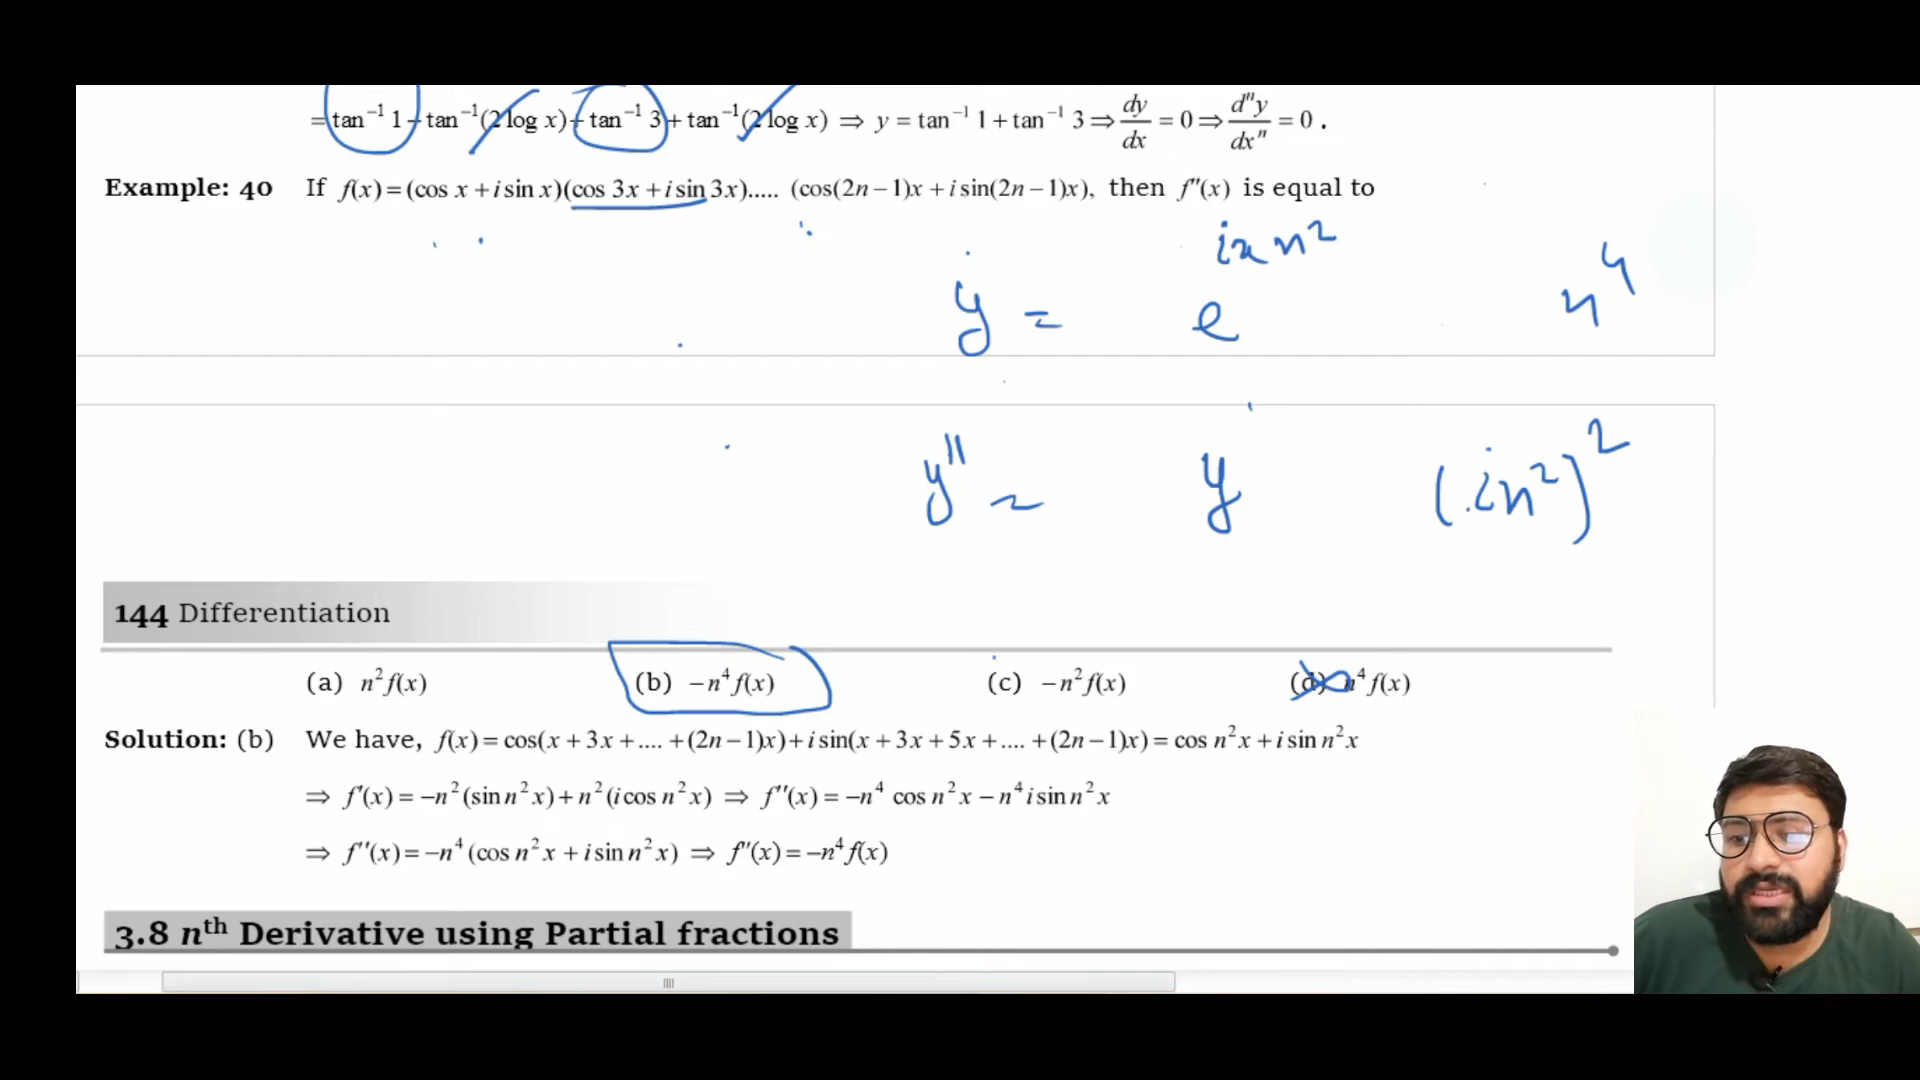 = tan⁻¹ 1 − tan⁻¹(2 log x) + tan⁻¹ 3 + tan⁻¹(2 log x) ⇒ y = tan⁻¹ 1 + tan⁻¹ 3 ⇒ dy/dx = 0 ⇒ dⁿy/dxⁿ = 0 .
Example: 40 If f(x) = (cos x + i sin x)(cos 3x + i sin 3x)..... (cos(2n − 1)x + i sin(2n − 1)x), then f''(x) is equal to
y = e^(ixn²) n⁴
y'' = y (in²)²
144 Differentiation
(a) n²f(x) (b) −n⁴f(x) (c) −n²f(x) (d) n⁴f(x)
Solution: (b) We have, f(x) = cos(x + 3x + .... + (2n − 1)x) + i sin(x + 3x + 5x + .... + (2n − 1)x) = cos n²x + i sin n²x
⇒ f'(x) = −n²(sin n²x) + n²(i cos n²x) ⇒ f''(x) = −n⁴ cos n²x − n⁴ i sin n²x
⇒ f''(x) = −n⁴(cos n²x + i sin n²x) ⇒ f''(x) = −n⁴f(x)
3.8 nth Derivative using Partial fractions